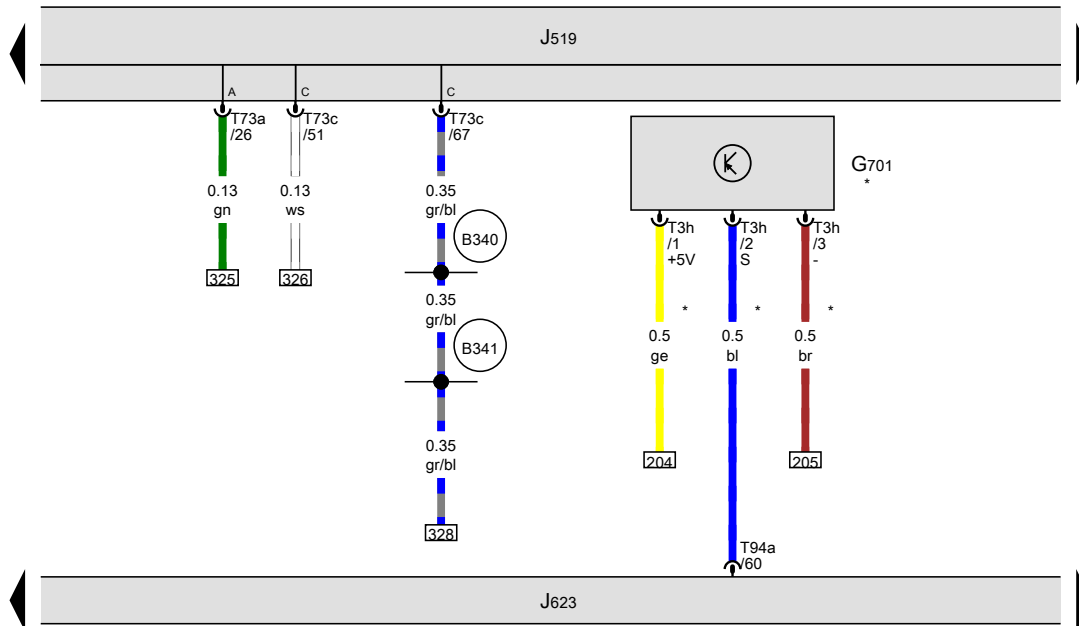 J519
A
C
C
T73a
/26
T73c
/51
T73c
/67
G701
*
0.13
gn
0.13
ws
0.35
gr/bl
B340
T3h
/1
+5V
T3h
/2
S
T3h
/3
-
325
326
0.35
gr/bl
B341
*
*
*
0.5
ge
0.5
bl
0.5
br
0.35
gr/bl
204
205
328
T94a
/60
J623